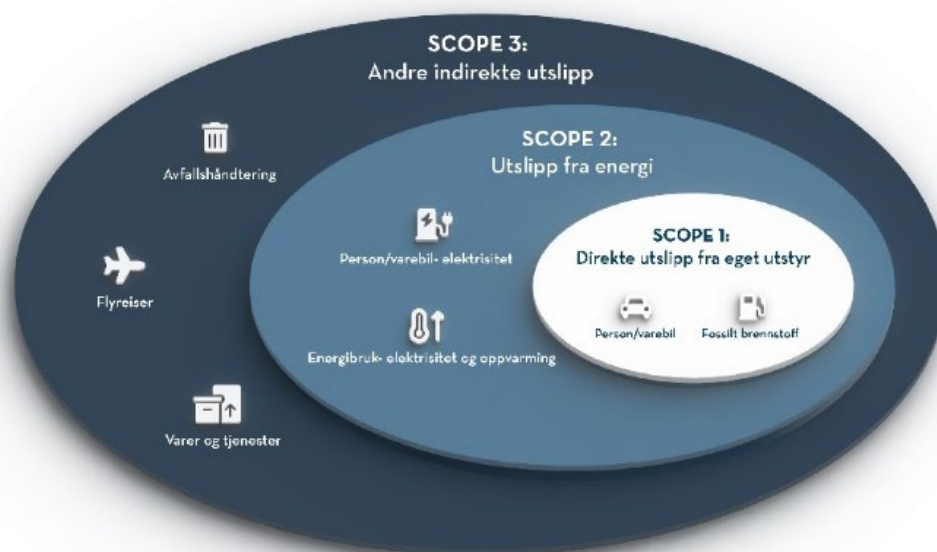 SCOPE 3:
Andre indirekte utslipp
Avfallshåndtering
Flyreiser
Varer og tjenester
SCOPE 2:
Utslipp fra energi
Person/varebil- elektrisitet
Energibruk- elektrisitet og oppvarming
SCOPE 1:
Direkte utslipp fra eget utstyr
Person/varebil
Fossilt brennstoff